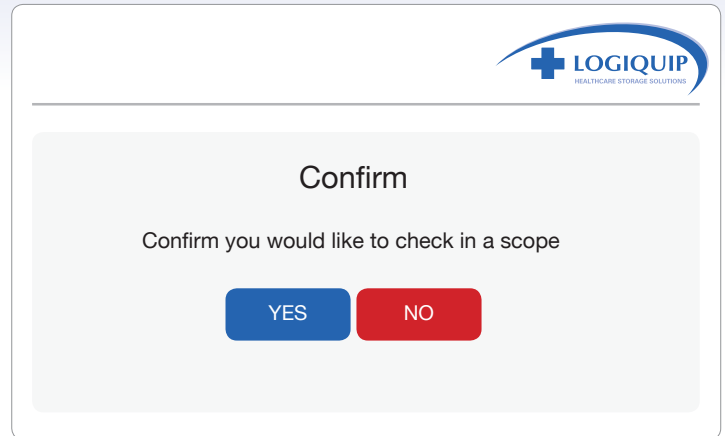 LOGIQUIP
HEALTHCARE STORAGE SOLUTIONS
Confirm
Confirm you would like to check in a scope
YES NO